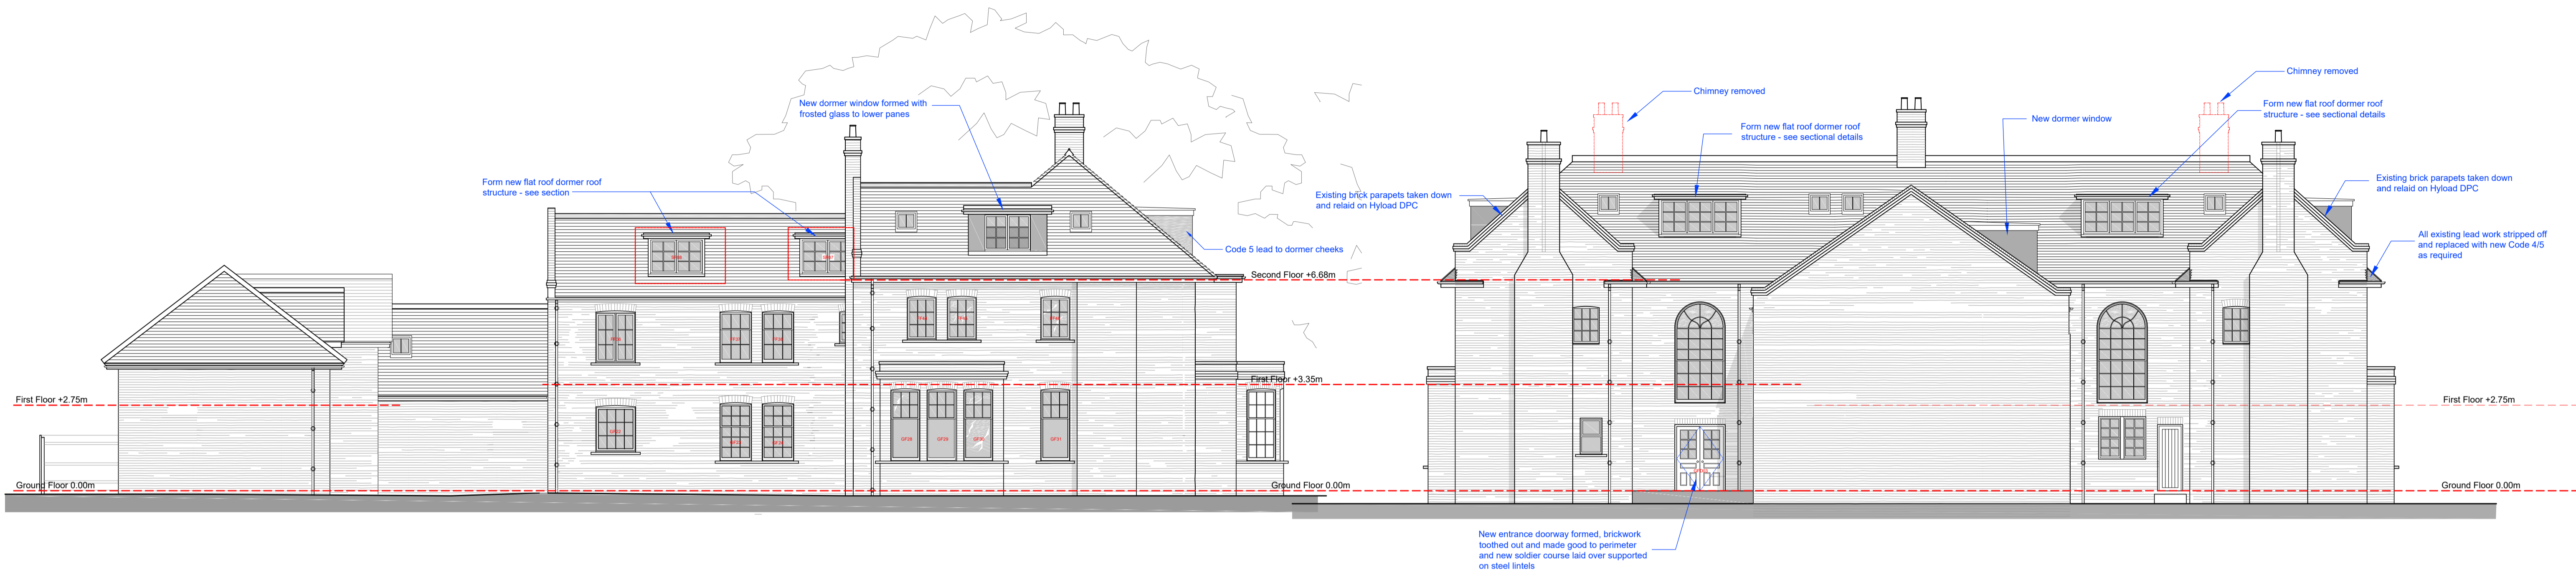 New dormer window formed with
frosted glass to lower panes
Form new flat roof dormer roof
structure - see section
Code 5 lead to dormer cheeks
Second Floor +6.68m
First Floor +3.35m
First Floor +2.75m
Ground Floor 0.00m
Ground Floor 0.00m
GF28
GF29
GF30
GF31
Chimney removed
Form new flat roof dormer roof
structure - see sectional details
Existing brick parapets taken down
and relaid on Hyload DPC
New dormer window
Chimney removed
Form new flat roof dormer roof
structure - see sectional details
Existing brick parapets taken down
and relaid on Hyload DPC
All existing lead work stripped off
and replaced with new Code 4/5
as required
First Floor +2.75m
Ground Floor 0.00m
New entrance doorway formed, brickwork
toothed out and made good to perimeter
and new soldier course laid over supported
on steel lintels